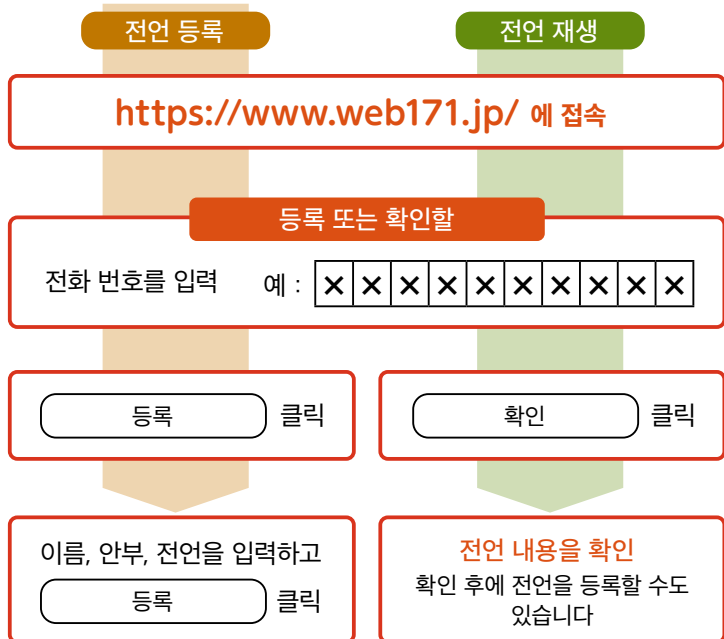 전언 등록
전언 재생
https://www.web171.jp/ 에 접속
등록 또는 확인할
전화 번호를 입력 예 : ××××××××××
등록 클릭
확인 클릭
이름, 안부, 전언을 입력하고
등록 클릭
전언 내용을 확인
확인 후에 전언을 등록할 수도
있습니다